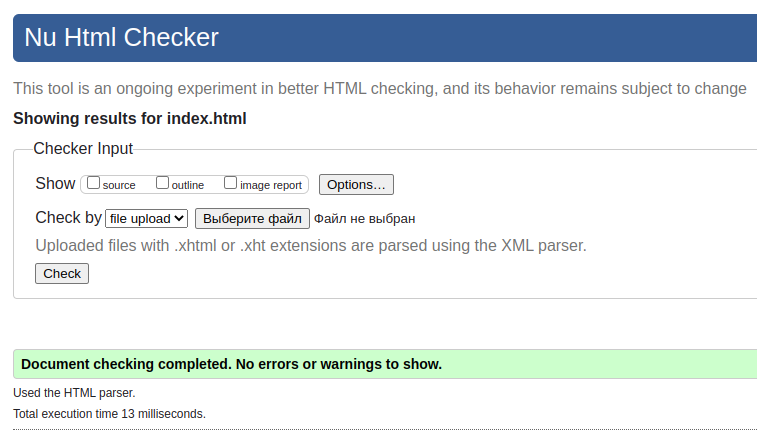 Nu Html Checker
This tool is an ongoing experiment in better HTML checking, and its behavior remains subject to change
Showing results for index.html
Checker Input
Show source outline image report Options...
Check by file upload Выберите файл Файл не выбран
Uploaded files with .xhtml or .xht extensions are parsed using the XML parser.
Check
Document checking completed. No errors or warnings to show.
Used the HTML parser.
Total execution time 13 milliseconds.